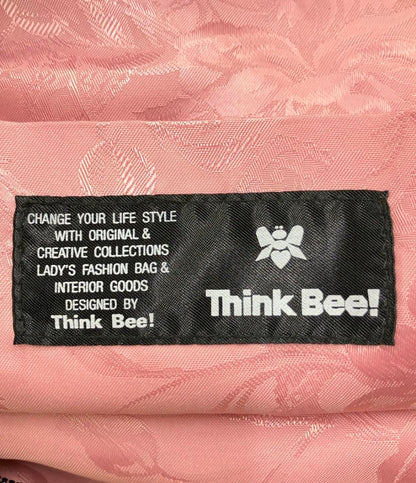 CHANGE YOUR LIFE STYLE
WITH ORIGINAL &
CREATIVE COLLECTIONS
LADY'S FASHION BAG &
INTERIOR GOODS
DESIGNED BY
Think Bee!
Think Bee!